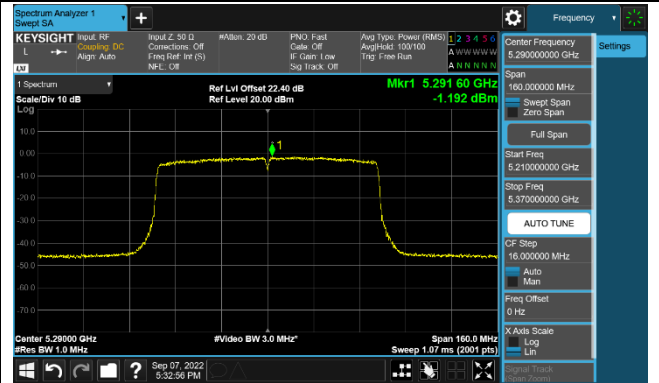 Spectrum Analyzer 1
Swept SA
Frequency
KEYSIGHT
L
LXI
Input: RF
Coupling: DC
Align: Auto
Input Z: 50 Ω
Corrections: Off
Freq Ref: Int (S)
NFE: Off
#Atten: 20 dB
PNO: Fast
Gate: Off
IF Gain: Low
Sig Track: Off
Avg Type: Power (RMS)
Avg|Hold: 100/100
Trig: Free Run
1 2 3 4 5 6
A W W W W W
A N N N N N
1 Spectrum
Scale/Div 10 dB
Log
Ref Lvl Offset 22.40 dB
Ref Level 20.00 dBm
Mkr1 5.291 60 GHz
-1.192 dBm
1
10.0
0.00
-10.0
-20.0
-30.0
-40.0
-50.0
-60.0
-70.0
Center 5.29000 GHz
#Res BW 1.0 MHz
#Video BW 3.0 MHz*
Span 160.0 MHz
Sweep 1.07 ms (2001 pts)
Sep 07, 2022
5:32:56 PM
Center Frequency
5.290000000 GHz
Span
160.000000 MHz
Swept Span
Zero Span
Full Span
Start Freq
5.210000000 GHz
Stop Freq
5.370000000 GHz
AUTO TUNE
CF Step
16.000000 MHz
Auto
Man
Freq Offset
0 Hz
X Axis Scale
Log
Lin
Signal Track
(Span Zoom)
Settings